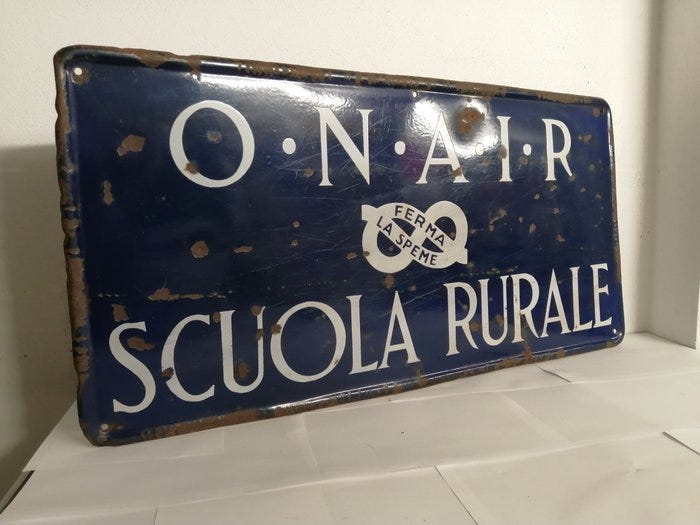 O·N·A·I·R
FERMA
LA SPEME
SCUOLA RURALE